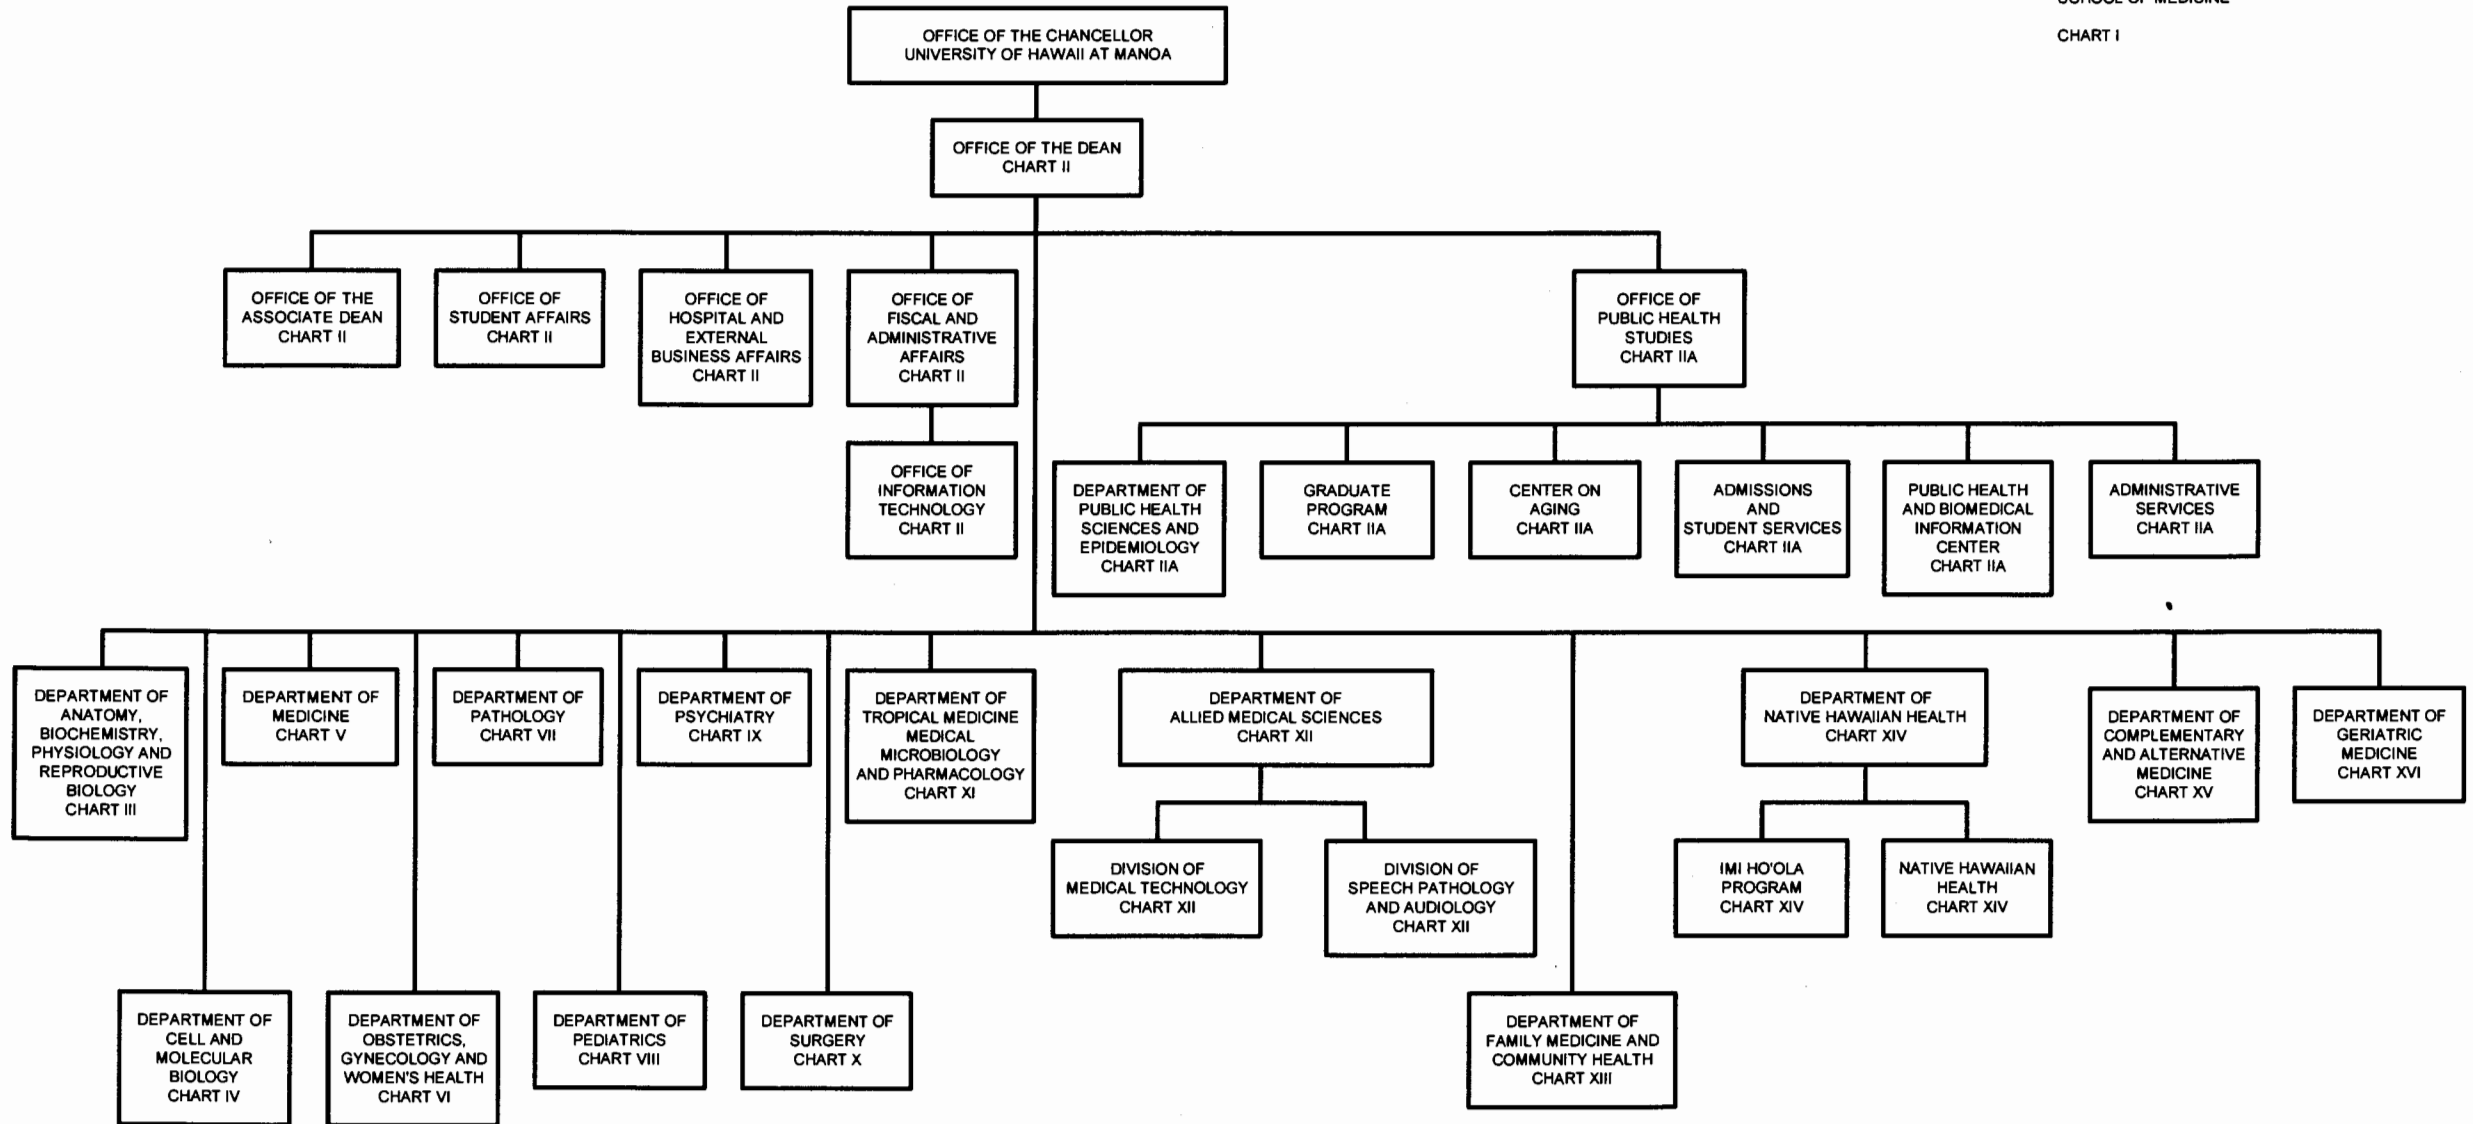 SCHOOL OF MEDICINE
CHART I
OFFICE OF THE CHANCELLOR
UNIVERSITY OF HAWAII AT MANOA
OFFICE OF THE DEAN
CHART II
OFFICE OF THE
ASSOCIATE DEAN
CHART II
OFFICE OF
STUDENT AFFAIRS
CHART II
OFFICE OF
HOSPITAL AND
EXTERNAL
BUSINESS AFFAIRS
CHART II
OFFICE OF
FISCAL AND
ADMINISTRATIVE
AFFAIRS
CHART II
OFFICE OF
PUBLIC HEALTH
STUDIES
CHART IIA
OFFICE OF
INFORMATION
TECHNOLOGY
CHART II
DEPARTMENT OF
PUBLIC HEALTH
SCIENCES AND
EPIDEMIOLOGY
CHART IIA
GRADUATE
PROGRAM
CHART IIA
CENTER ON
AGING
CHART IIA
ADMISSIONS
AND
STUDENT SERVICES
CHART IIA
PUBLIC HEALTH
AND BIOMEDICAL
INFORMATION
CENTER
CHART IIA
ADMINISTRATIVE
SERVICES
CHART IIA
DEPARTMENT OF
ANATOMY,
BIOCHEMISTRY,
PHYSIOLOGY AND
REPRODUCTIVE
BIOLOGY
CHART III
DEPARTMENT OF
MEDICINE
CHART V
DEPARTMENT OF
PATHOLOGY
CHART VII
DEPARTMENT OF
PSYCHIATRY
CHART IX
DEPARTMENT OF
TROPICAL MEDICINE
MEDICAL
MICROBIOLOGY
AND PHARMACOLOGY
CHART XI
DEPARTMENT OF
ALLIED MEDICAL SCIENCES
CHART XII
DEPARTMENT OF
NATIVE HAWAIIAN HEALTH
CHART XIV
DEPARTMENT OF
COMPLEMENTARY
AND ALTERNATIVE
MEDICINE
CHART XV
DEPARTMENT OF
GERIATRIC
MEDICINE
CHART XVI
DIVISION OF
MEDICAL TECHNOLOGY
CHART XII
DIVISION OF
SPEECH PATHOLOGY
AND AUDIOLOGY
CHART XII
IMI HO'OLA
PROGRAM
CHART XIV
NATIVE HAWAIIAN
HEALTH
CHART XIV
DEPARTMENT OF
CELL AND
MOLECULAR
BIOLOGY
CHART IV
DEPARTMENT OF
OBSTETRICS,
GYNECOLOGY AND
WOMEN'S HEALTH
CHART VI
DEPARTMENT OF
PEDIATRICS
CHART VIII
DEPARTMENT OF
SURGERY
CHART X
DEPARTMENT OF
FAMILY MEDICINE AND
COMMUNITY HEALTH
CHART XIII